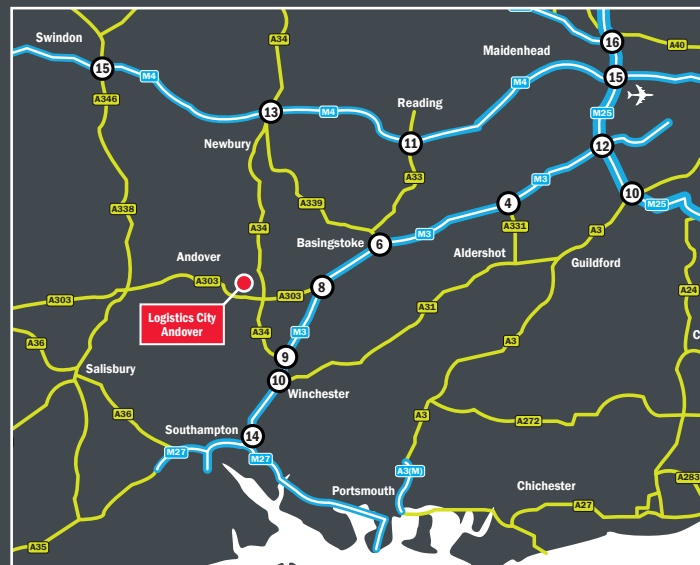 Swindon
A34
16
A40
Maidenhead
15
M4
15
M4
A346
Reading
M25
13
M4
Newbury
11
12
A33
M3
10
A338
A339
4
M25
A34
M3
A331
A3
Basingstoke
6
Aldershot
Andover
Guildford
A303
8
A303
A303
A24
Logistics City
Andover
A31
A34
M3
A3
A36
9
C
Salisbury
10
Winchester
A36
A3
A272
Southampton
14
M27
M27
A3(M)
A283
Portsmouth
Chichester
A27
A35